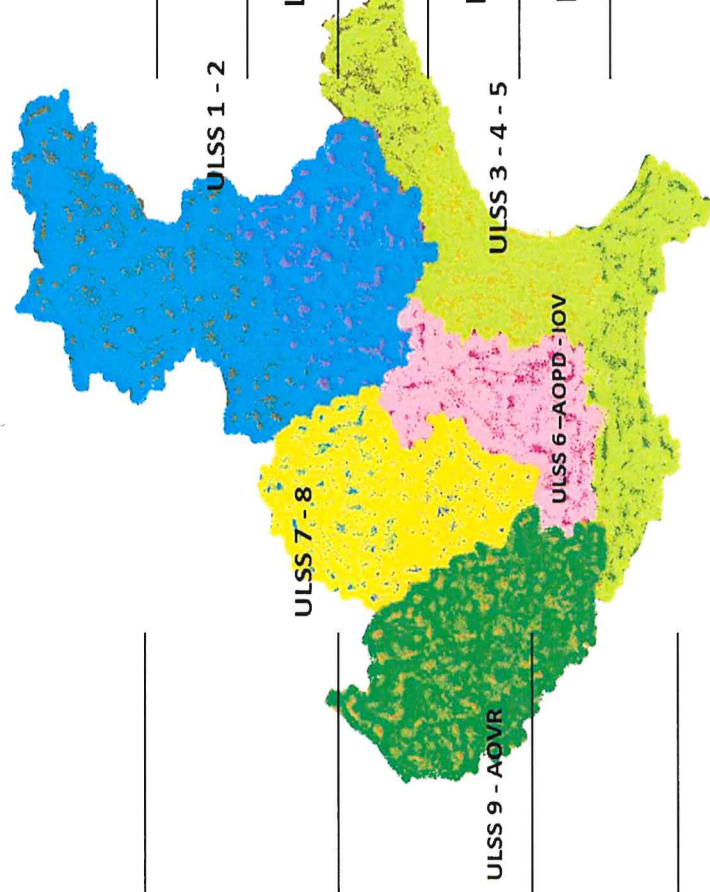 ULSS 1 - 2
ULSS 3 - 4 - 5
ULSS 7 - 8
ULSS 6 – AOPD - IOV
ULSS 9 - AOVR